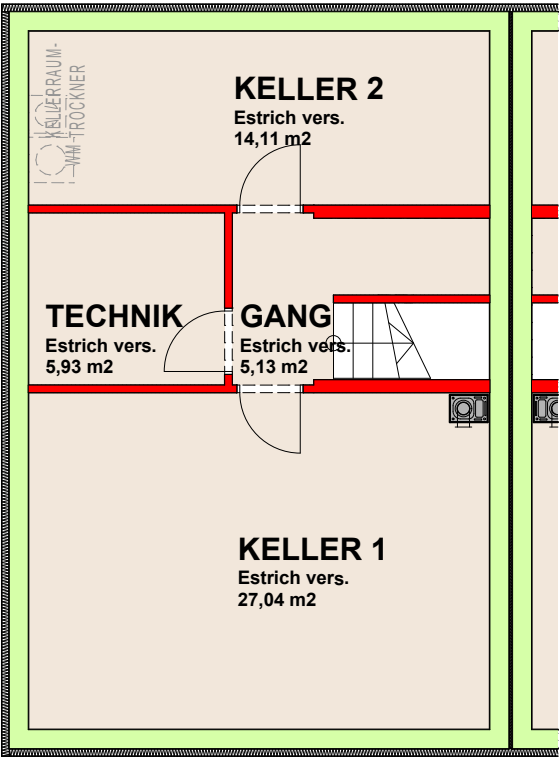 KELLERRAUM-
WM-TROCKNER
KELLER 2
Estrich vers.
14,11 m2
TECHNIK
Estrich vers.
5,93 m2
GANG
Estrich vers.
5,13 m2
KELLER 1
Estrich vers.
27,04 m2